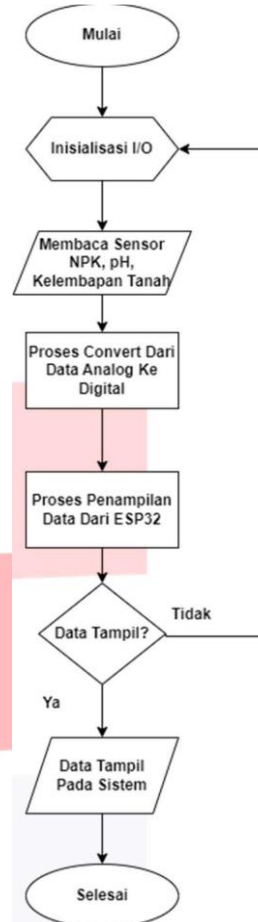 Mulai
Inisialisasi I/O
Membaca Sensor
NPK, pH,
Kelembapan Tanah
Proses Convert Dari
Data Analog Ke
Digital
Proses Penampilan
Data Dari ESP32
Data Tampil?
Tidak
Ya
Data Tampil
Pada Sistem
Selesai